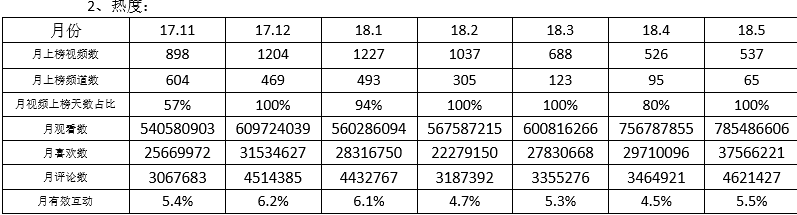 2、热度：
月份 17.11 17.12 18.1 18.2 18.3 18.4 18.5
月上榜视频数 898 1204 1227 1037 688 526 537
月上榜频道数 604 469 493 305 123 95 65
月视频上榜天数占比 57% 100% 94% 100% 100% 80% 100%
月观看数 540580903 609724039 560286094 567587215 600816266 756787855 785486606
月喜欢数 25669972 31534627 28316750 22279150 27830668 29710096 37566221
月评论数 3067683 4514385 4432767 3187392 3355276 3464921 4621427
月有效互动 5.4% 6.2% 6.1% 4.7% 5.3% 4.5% 5.5%